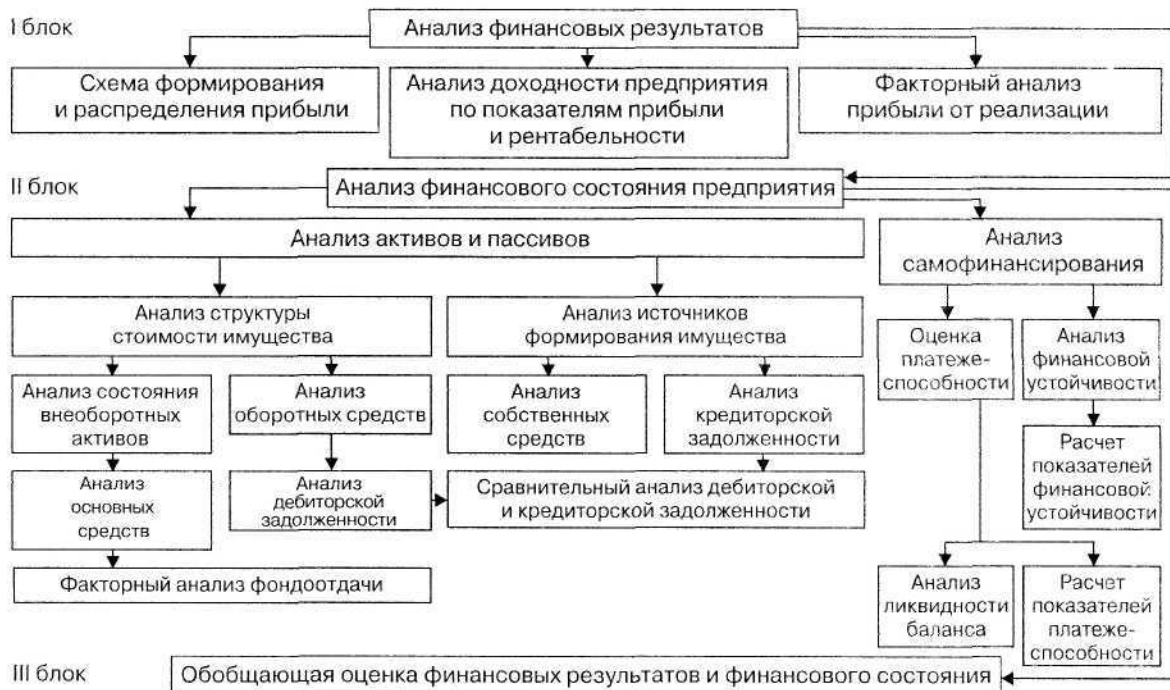 I блок
Анализ финансовых результатов
Схема формирования
и распределения прибыли
Анализ доходности предприятия
по показателям прибыли
и рентабельности
Факторный анализ
прибыли от реализации
II блок
Анализ финансового состояния предприятия
Анализ активов и пассивов
Анализ
самофинансирования
Анализ структуры
стоимости имущества
Анализ источников
формирования имущества
Оценка
платеже-
способности
Анализ
финансовой
устойчивости
Анализ состояния
внеоборотных
активов
Анализ
оборотных средств
Анализ
собственных
средств
Анализ
кредиторской
задолженности
Расчет
показателей
финансовой
устойчивости
Анализ
основных
средств
Анализ
дебиторской
задолженности
Сравнительный анализ дебиторской
и кредиторской задолженности
Факторный анализ фондоотдачи
Анализ
ликвидности
баланса
Расчет
показателей
платеже-
способности
III блок
Обобщающая оценка финансовых результатов и финансового состояния